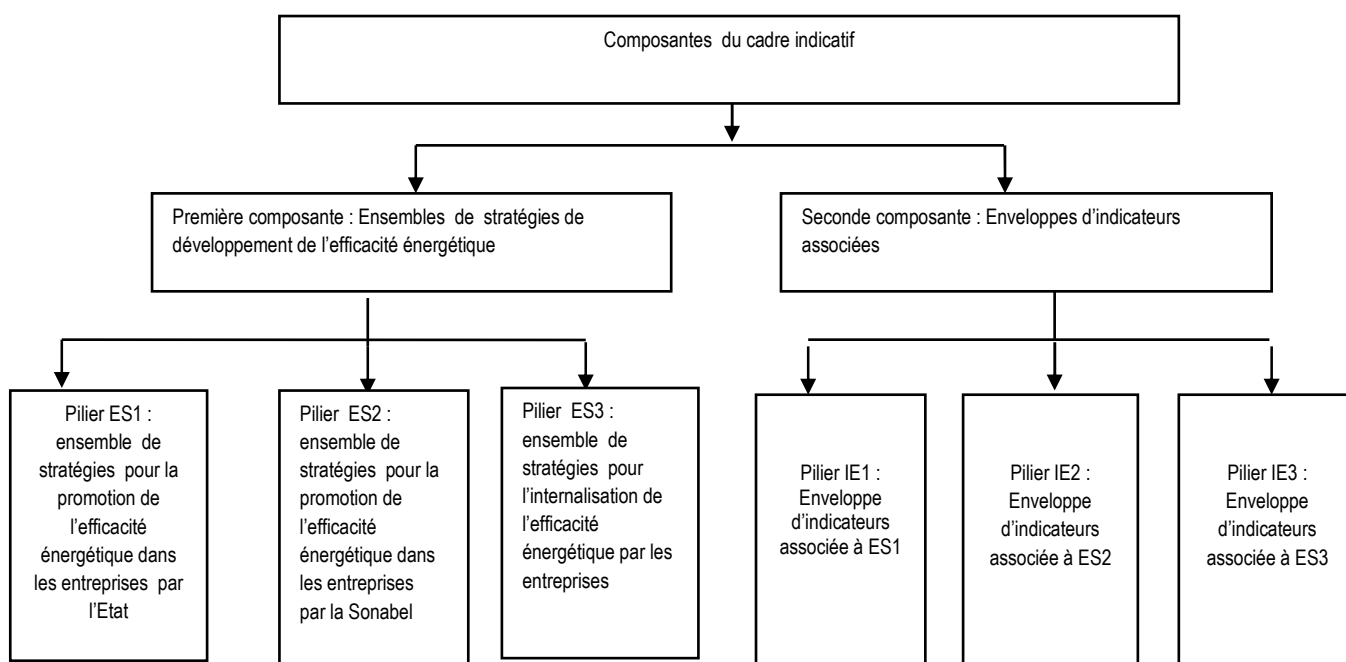 Composantes du cadre indicatif
Première composante : Ensembles de stratégies de
développement de l’efficacité énergétique
Seconde composante : Enveloppes d’indicateurs
associées
Pilier ES1 :
ensemble de
stratégies pour la
promotion de
l’efficacité
énergétique dans
les entreprises par
l’Etat
Pilier ES2 :
ensemble de
stratégies pour la
promotion de
l’efficacité
énergétique dans
les entreprises
par la Sonabel
Pilier ES3 :
ensemble de
stratégies pour
l’internalisation de
l’efficacité
énergétique par les
entreprises
Pilier IE1 :
Enveloppe
d’indicateurs
associée à ES1
Pilier IE2 :
Enveloppe
d’indicateurs
associée à ES2
Pilier IE3 :
Enveloppe
d’indicateurs
associée à ES3